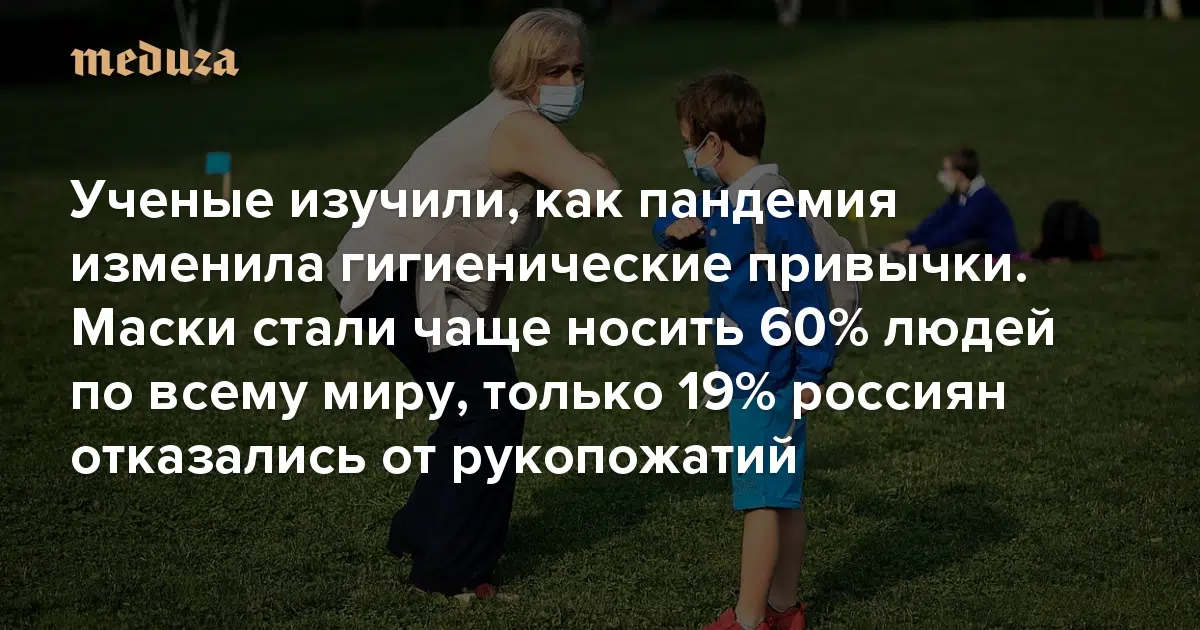 meduza
Ученые изучили, как пандемия
изменила гигиенические привычки.
Маски стали чаще носить 60% людей
по всему миру, только 19% россиян
отказались от рукопожатий